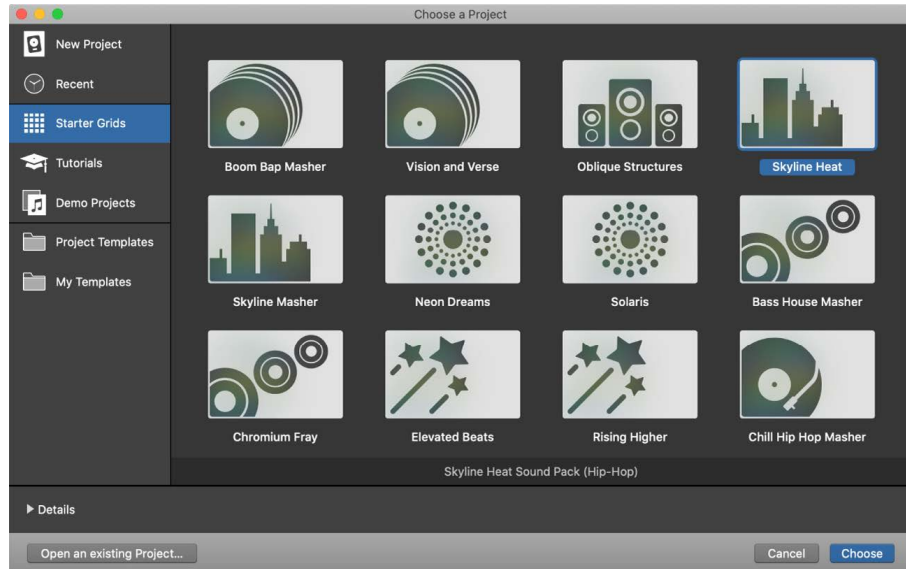 Choose a Project
New Project
Recent
Starter Grids
Tutorials
Demo Projects
Project Templates
My Templates
Boom Bap Masher
Vision and Verse
Oblique Structures
Skyline Heat
Skyline Masher
Neon Dreams
Solaris
Bass House Masher
Chromium Fray
Elevated Beats
Rising Higher
Chill Hip Hop Masher
Skyline Heat Sound Pack (Hip-Hop)
Details
Open an existing Project...
Cancel
Choose